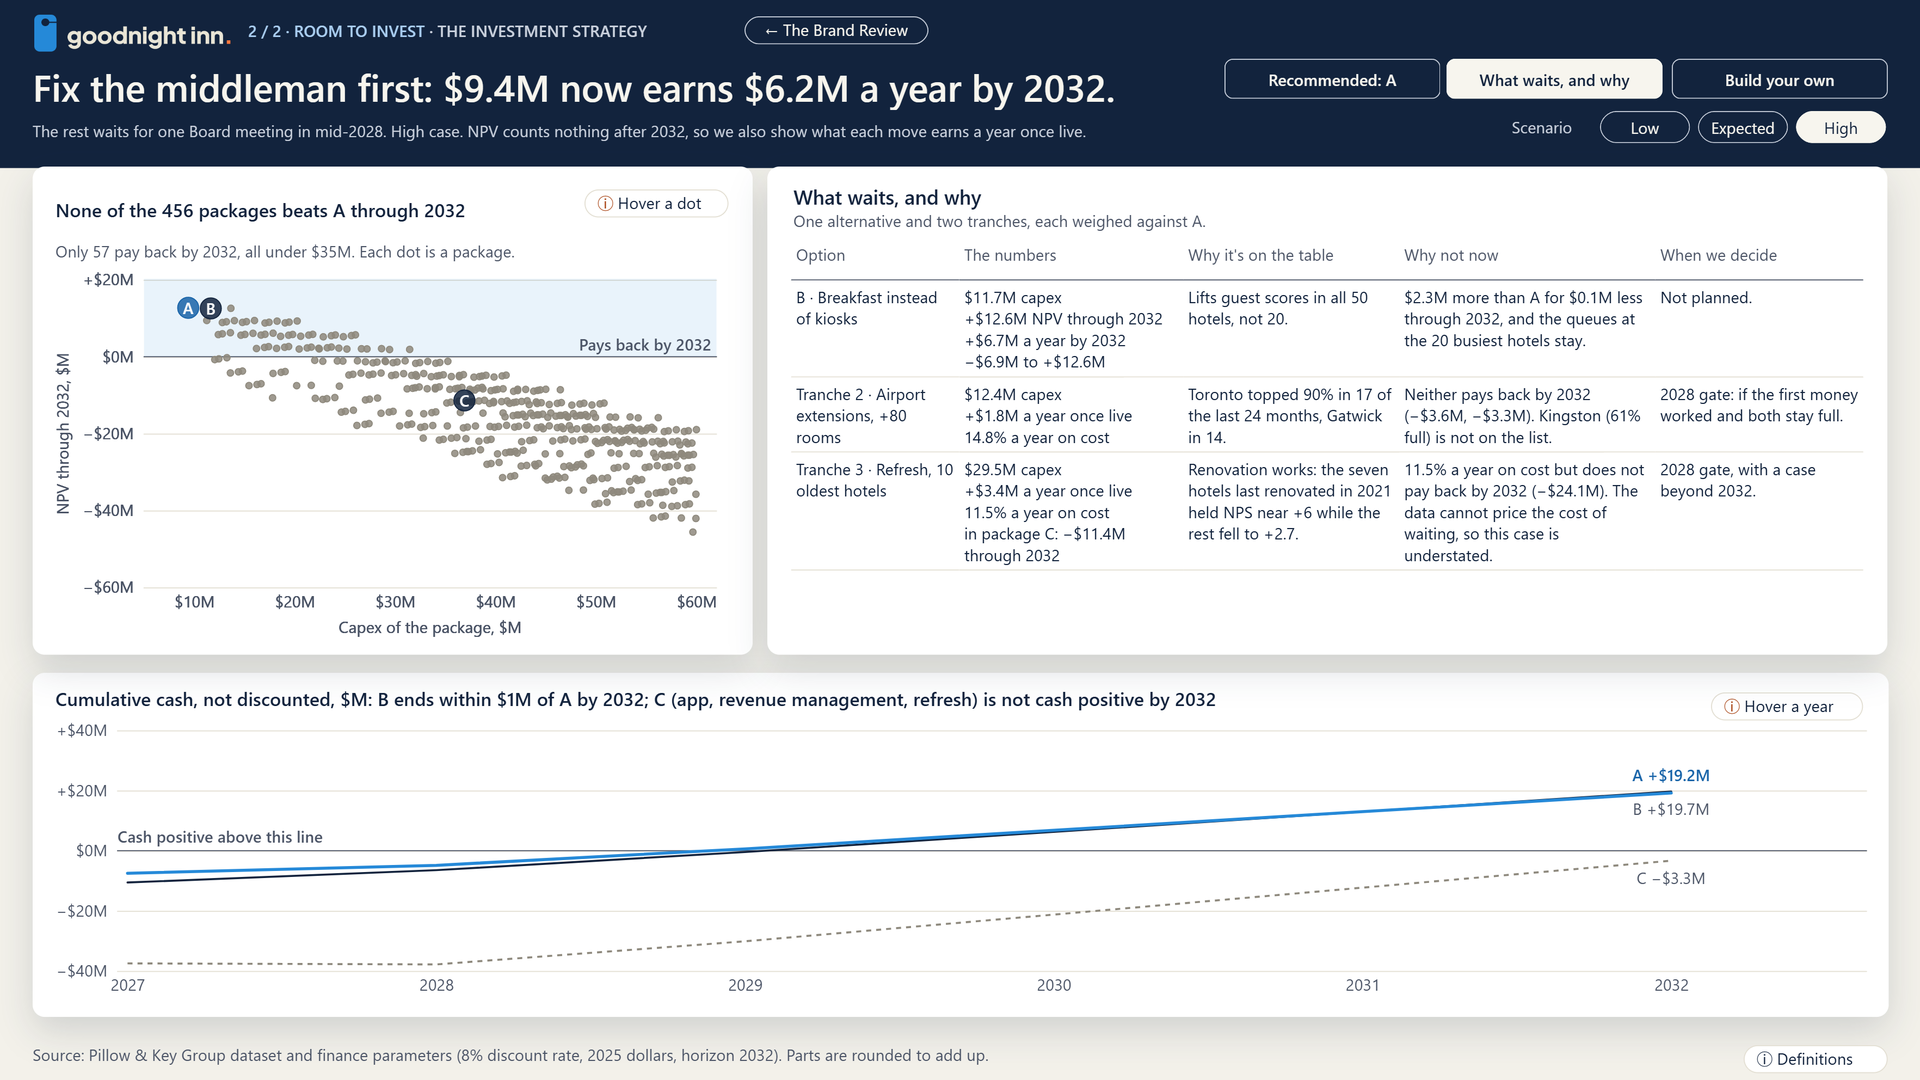 goodnight inn.
2 / 2 · ROOM TO INVEST · THE INVESTMENT STRATEGY
← The Brand Review
Fix the middleman first: $9.4M now earns $6.2M a year by 2032.
The rest waits for one Board meeting in mid-2028. High case. NPV counts nothing after 2032, so we also show what each move earns a year once live.
Recommended: A
What waits, and why
Build your own
Scenario
Low
Expected
High
None of the 456 packages beats A through 2032
ⓘ Hover a dot
Only 57 pay back by 2032, all under $35M. Each dot is a package.
+$20M
$0M
−$20M
−$40M
−$60M
NPV through 2032, $M
A
B
C
Pays back by 2032
$10M
$20M
$30M
$40M
$50M
$60M
Capex of the package, $M
What waits, and why
One alternative and two tranches, each weighed against A.
Option
The numbers
Why it's on the table
Why not now
When we decide
B · Breakfast instead
of kiosks
$11.7M capex
+$12.6M NPV through 2032
+$6.7M a year by 2032
−$6.9M to +$12.6M
Lifts guest scores in all 50
hotels, not 20.
$2.3M more than A for $0.1M less
through 2032, and the queues at
the 20 busiest hotels stay.
Not planned.
Tranche 2 · Airport
extensions, +80
rooms
$12.4M capex
+$1.8M a year once live
14.8% a year on cost
Toronto topped 90% in 17 of
the last 24 months, Gatwick
in 14.
Neither pays back by 2032
(−$3.6M, −$3.3M). Kingston (61%
full) is not on the list.
2028 gate: if the first money
worked and both stay full.
Tranche 3 · Refresh, 10
oldest hotels
$29.5M capex
+$3.4M a year once live
11.5% a year on cost
in package C: −$11.4M
through 2032
Renovation works: the seven
hotels last renovated in 2021
held NPS near +6 while the
rest fell to +2.7.
11.5% a year on cost but does not
pay back by 2032 (−$24.1M). The
data cannot price the cost of
waiting, so this case is
understated.
2028 gate, with a case
beyond 2032.
Cumulative cash, not discounted, $M: B ends within $1M of A by 2032; C (app, revenue management, refresh) is not cash positive by 2032
ⓘ Hover a year
+$40M
+$20M
$0M
−$20M
−$40M
Cash positive above this line
A +$19.2M
B +$19.7M
C −$3.3M
2027
2028
2029
2030
2031
2032
Source: Pillow & Key Group dataset and finance parameters (8% discount rate, 2025 dollars, horizon 2032). Parts are rounded to add up.
ⓘ Definitions